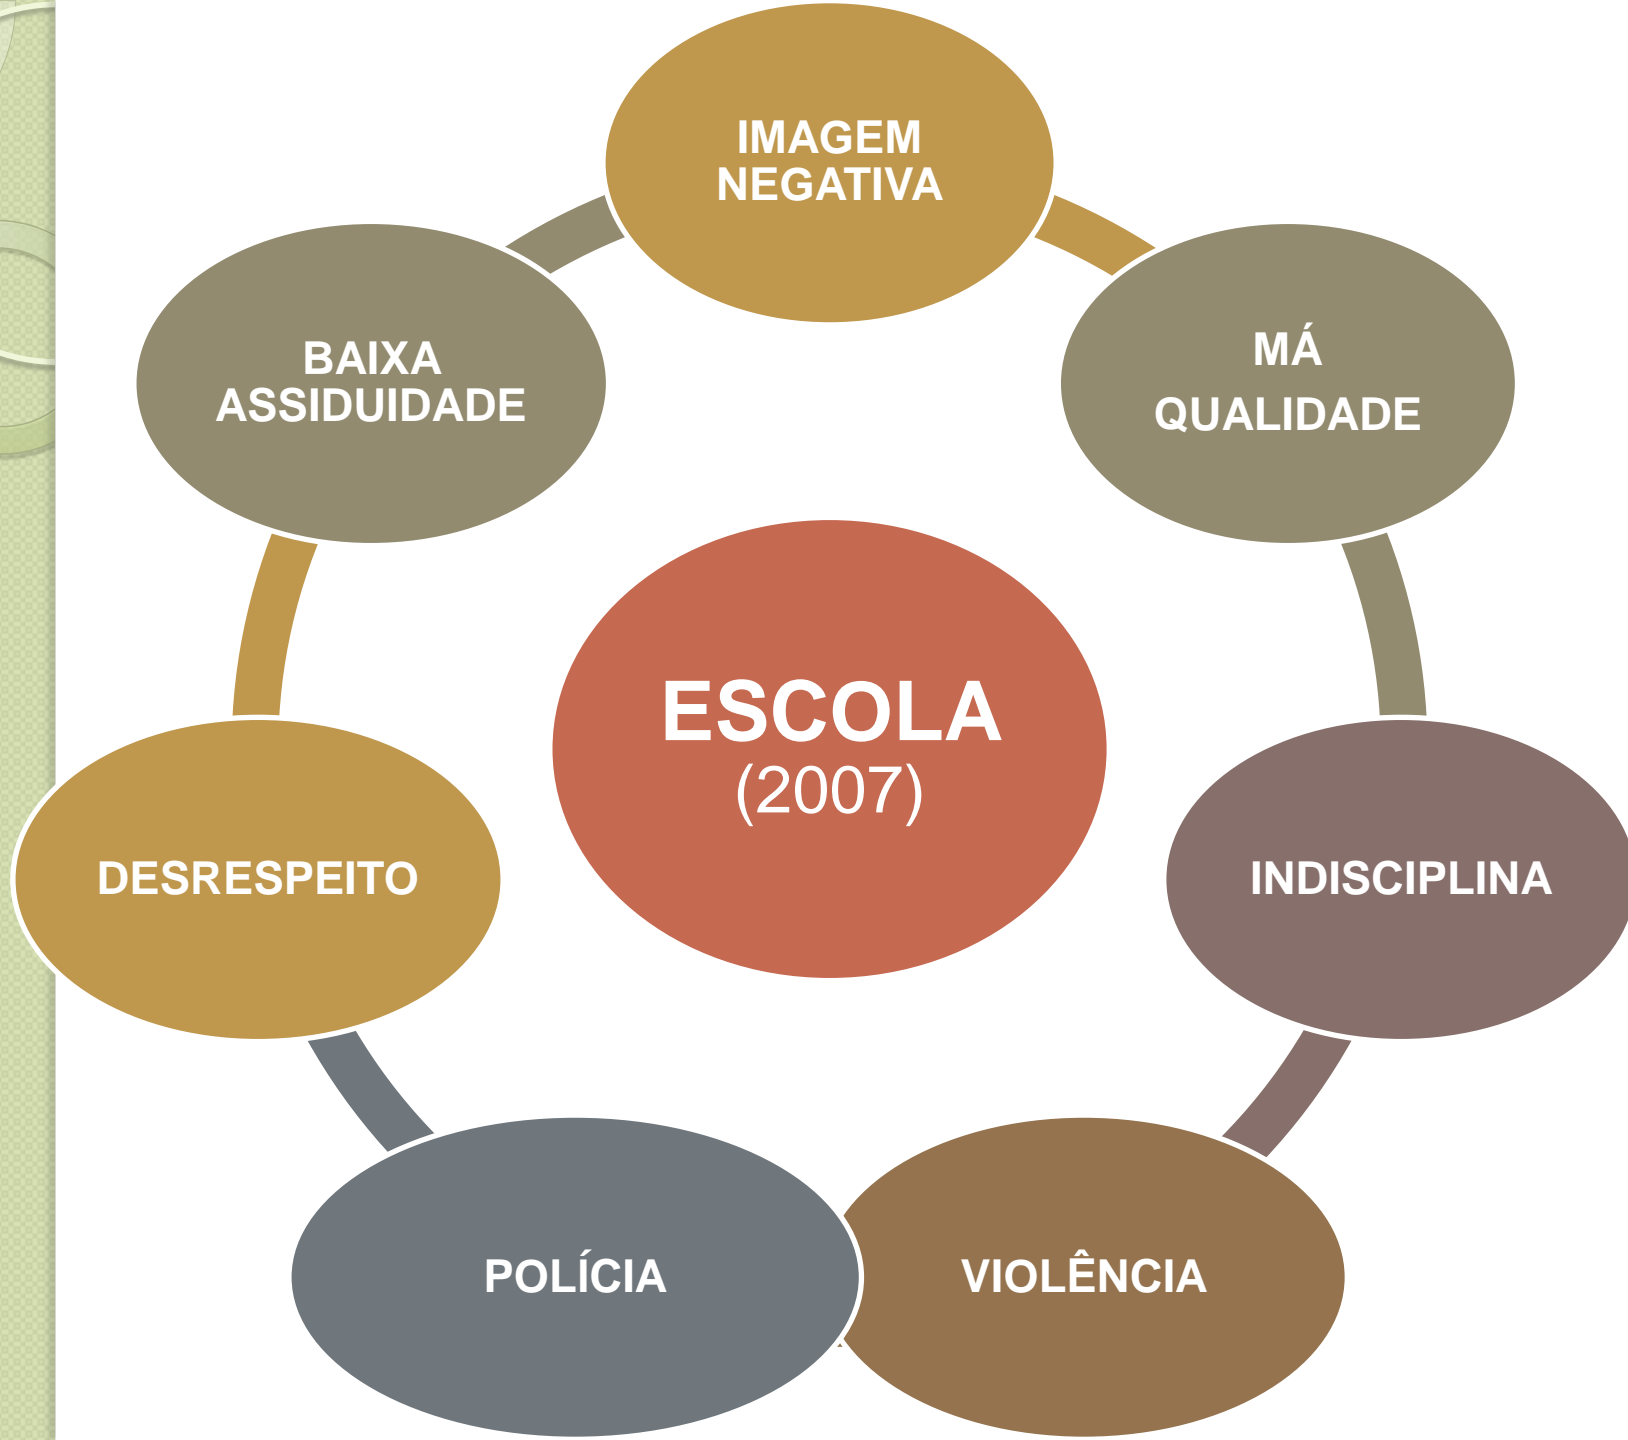 IMAGEM
NEGATIVA
MÁ
QUALIDADE
INDISCIPLINA
VIOLÊNCIA
POLÍCIA
DESRESPEITO
BAIXA
ASSIDUIDADE
ESCOLA
(2007)